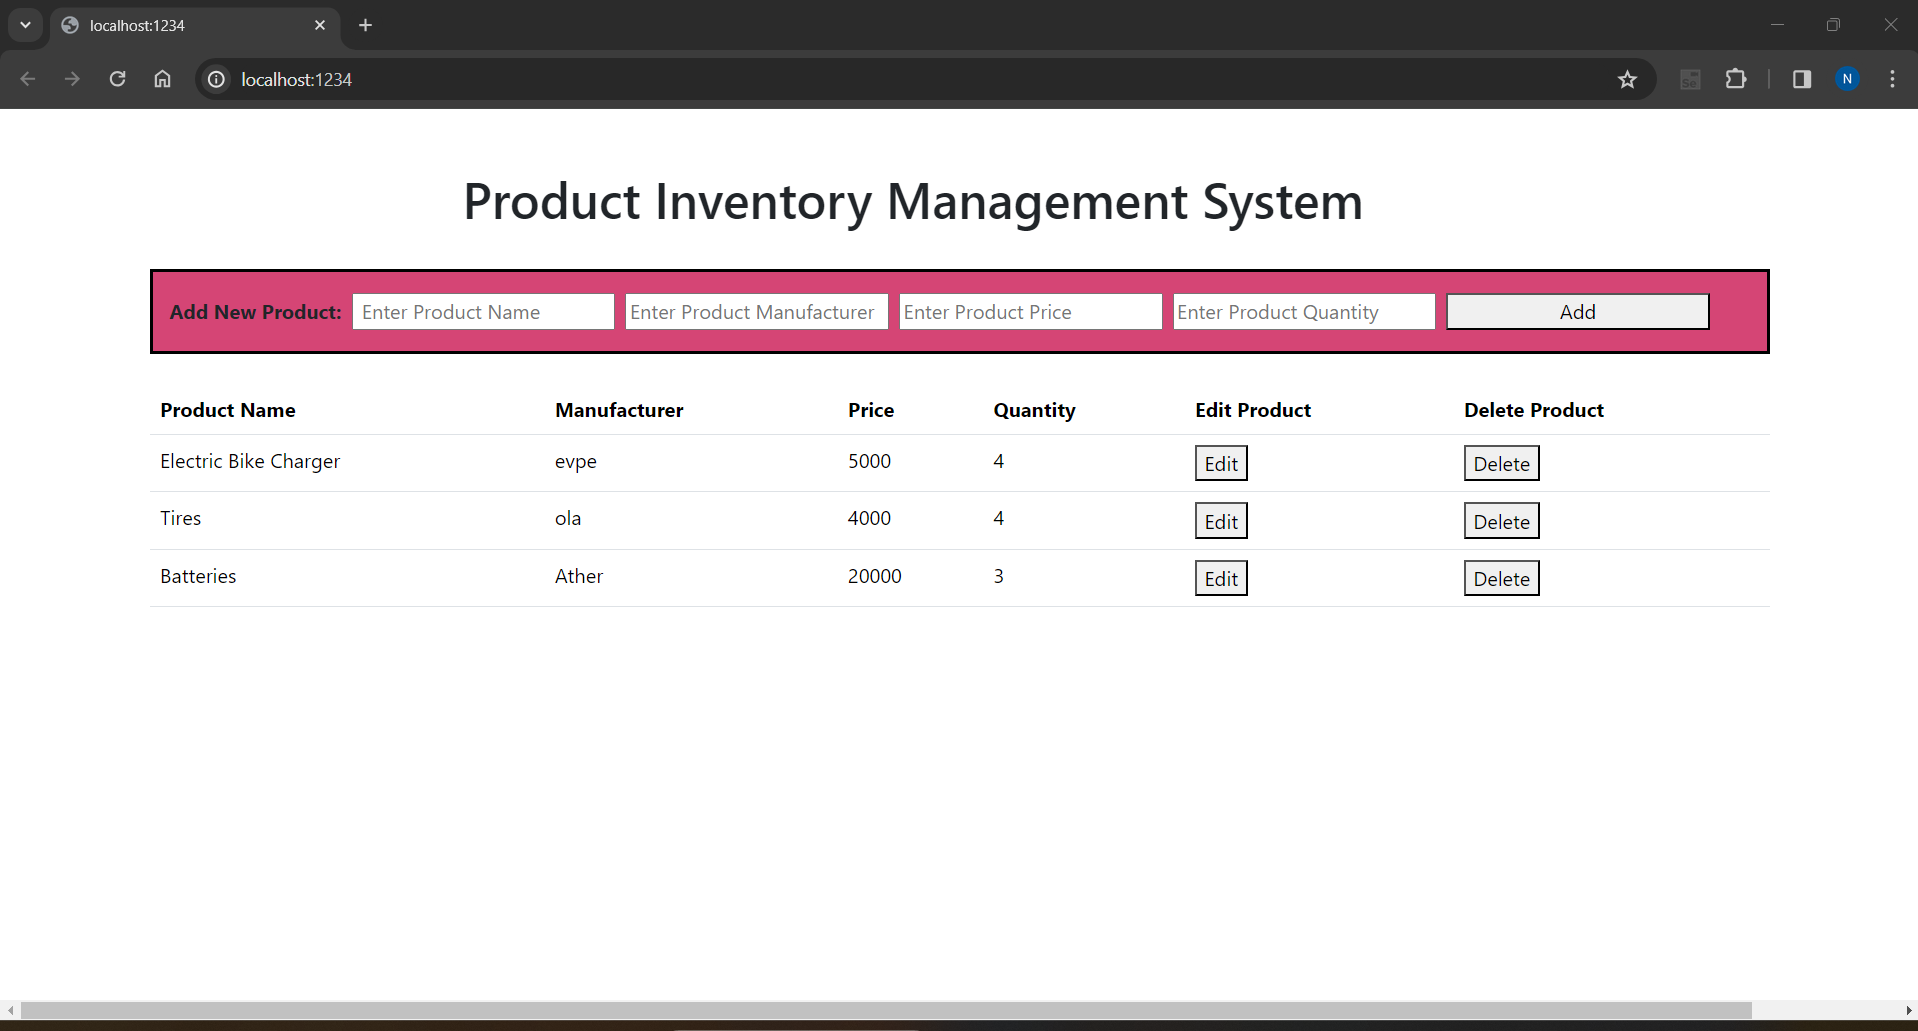 localhost:1234
localhost:1234
N
Product Inventory Management System
Add New Product: Enter Product Name Enter Product Manufacturer Enter Product Price Enter Product Quantity Add
Product Name Manufacturer Price Quantity Edit Product Delete Product
Electric Bike Charger evpe 5000 4 Edit Delete
Tires ola 4000 4 Edit Delete
Batteries Ather 20000 3 Edit Delete